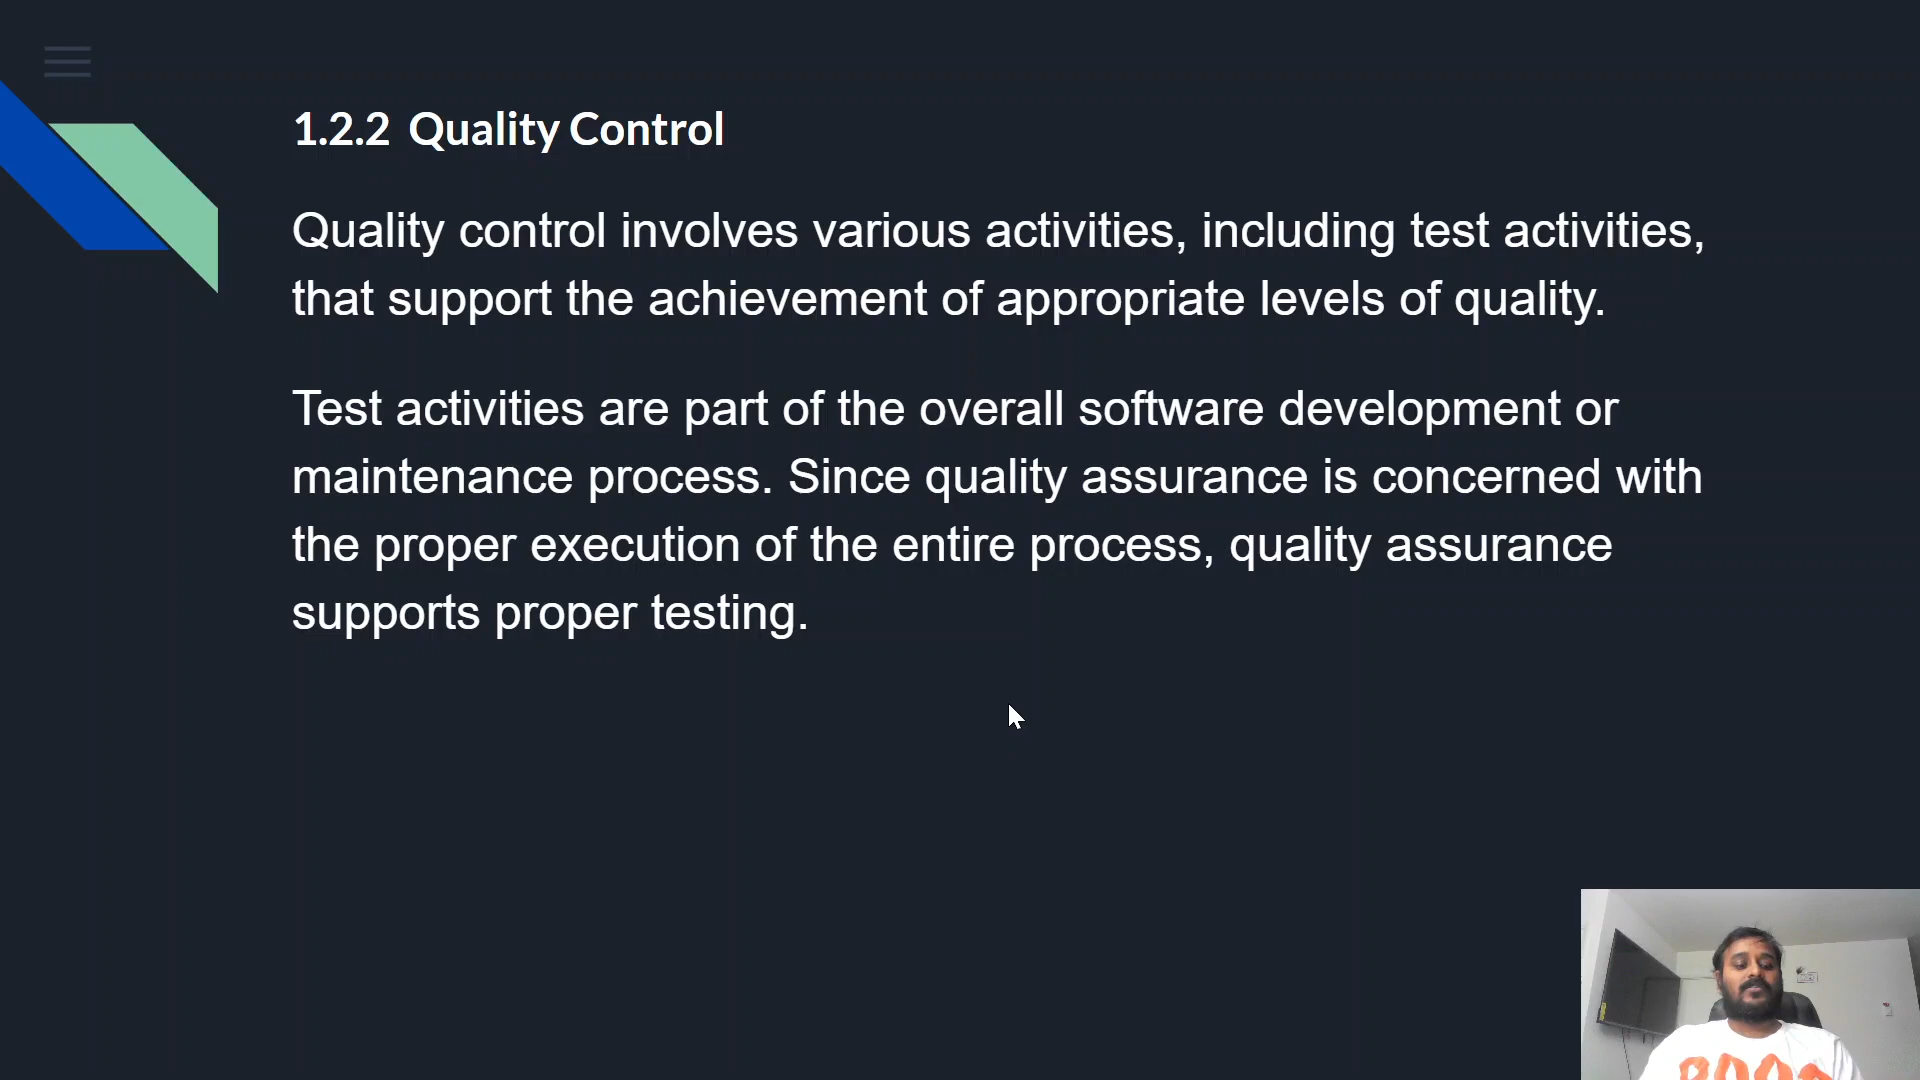 1.2.2 Quality Control
Quality control involves various activities, including test activities,
that support the achievement of appropriate levels of quality.
Test activities are part of the overall software development or
maintenance process. Since quality assurance is concerned with
the proper execution of the entire process, quality assurance
supports proper testing.